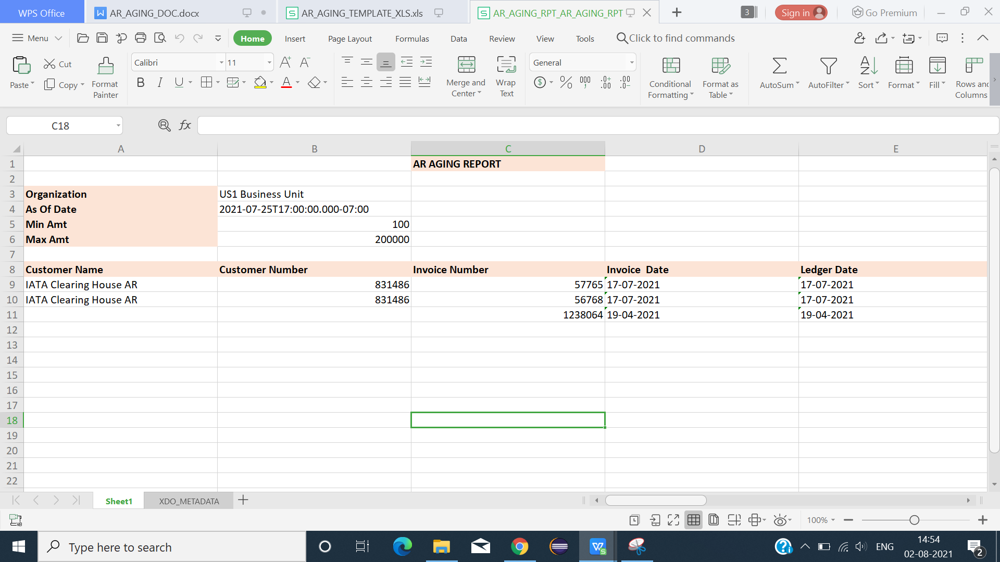 WPS Office
AR_AGING_DOC.docx
AR_AGING_TEMPLATE_XLS.xls
AR_AGING_RPT_AR_AGING_RPT
3
Sign in
Go Premium
Menu
Home
Insert
Page Layout
Formulas
Data
Review
View
Tools
Click to find commands
Paste
Cut
Copy
Format Painter
Calibri
11
Merge and Center
Wrap Text
General
Conditional Formatting
Format as Table
AutoSum
AutoFilter
Sort
Format
Fill
Rows and Columns
C18
fx
A B C D E
1 AR AGING REPORT
2
3 Organization US1 Business Unit
4 As Of Date 2021-07-25T17:00:00.000-07:00
5 Min Amt 100
6 Max Amt 200000
7
8 Customer Name Customer Number Invoice Number Invoice  Date Ledger Date
9 IATA Clearing House AR 831486 57765 17-07-2021 17-07-2021
10 IATA Clearing House AR 831486 56768 17-07-2021 17-07-2021
11 1238064 19-04-2021 19-04-2021
12
13
14
15
16
17
18
19
20
21
22
Sheet1
XDO_METADATA
100%
Type here to search
ENG
14:54
02-08-2021
2